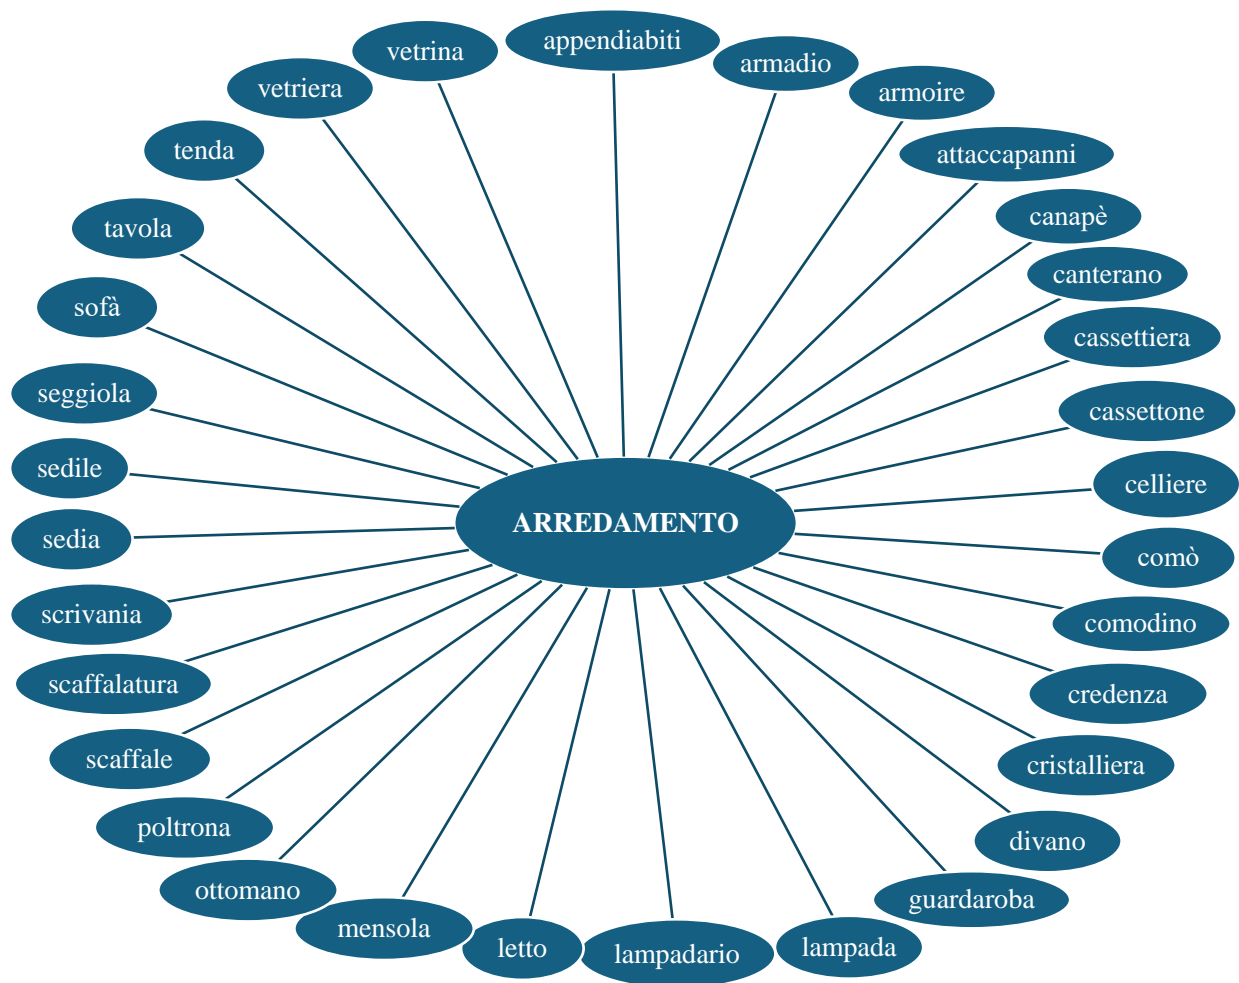 appendiabiti
armadio
armoire
attaccapanni
canapè
canterano
cassettiera
cassettone
celliere
comò
comodino
credenza
cristalliera
divano
guardaroba
lampada
lampadario
letto
mensola
ottomano
poltrona
scaffale
scaffalatura
scrivania
sedia
sedile
seggiola
sofà
tavola
tenda
vetriera
vetrina
ARREDAMENTO